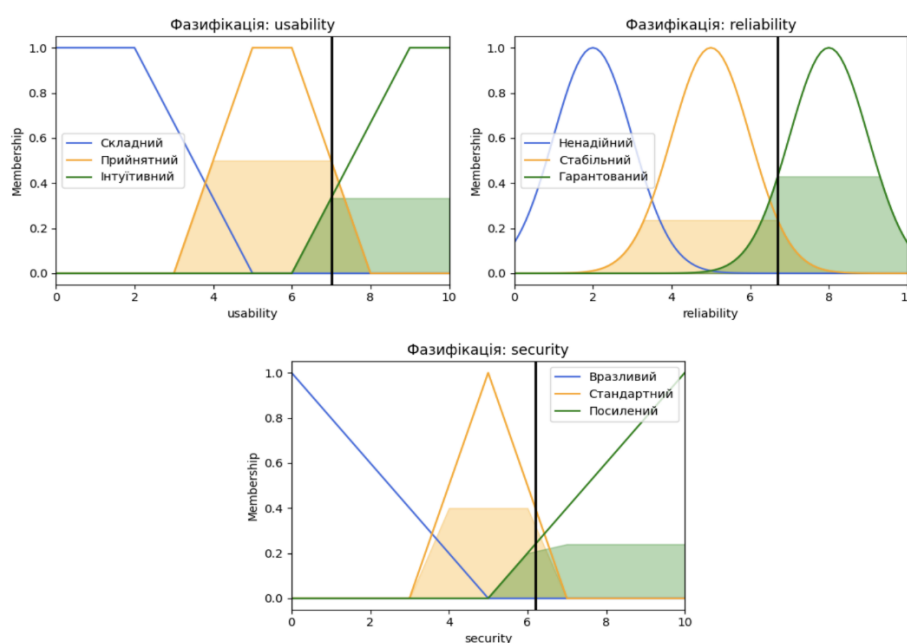 Фазифікація: usability
1.0
0.8
0.6
0.4
0.2
0.0
Membership
Складний
Прийнятний
Інтуїтивний
0 2 4 6 8 10
usability
Фазифікація: reliability
1.0
0.8
0.6
0.4
0.2
0.0
Membership
Ненадійний
Стабільний
Гарантований
0 2 4 6 8
reliability
Фазифікація: security
1.0
0.8
0.6
0.4
0.2
0.0
Membership
Вразливий
Стандартний
Посилений
0 2 4 6 8 10
security